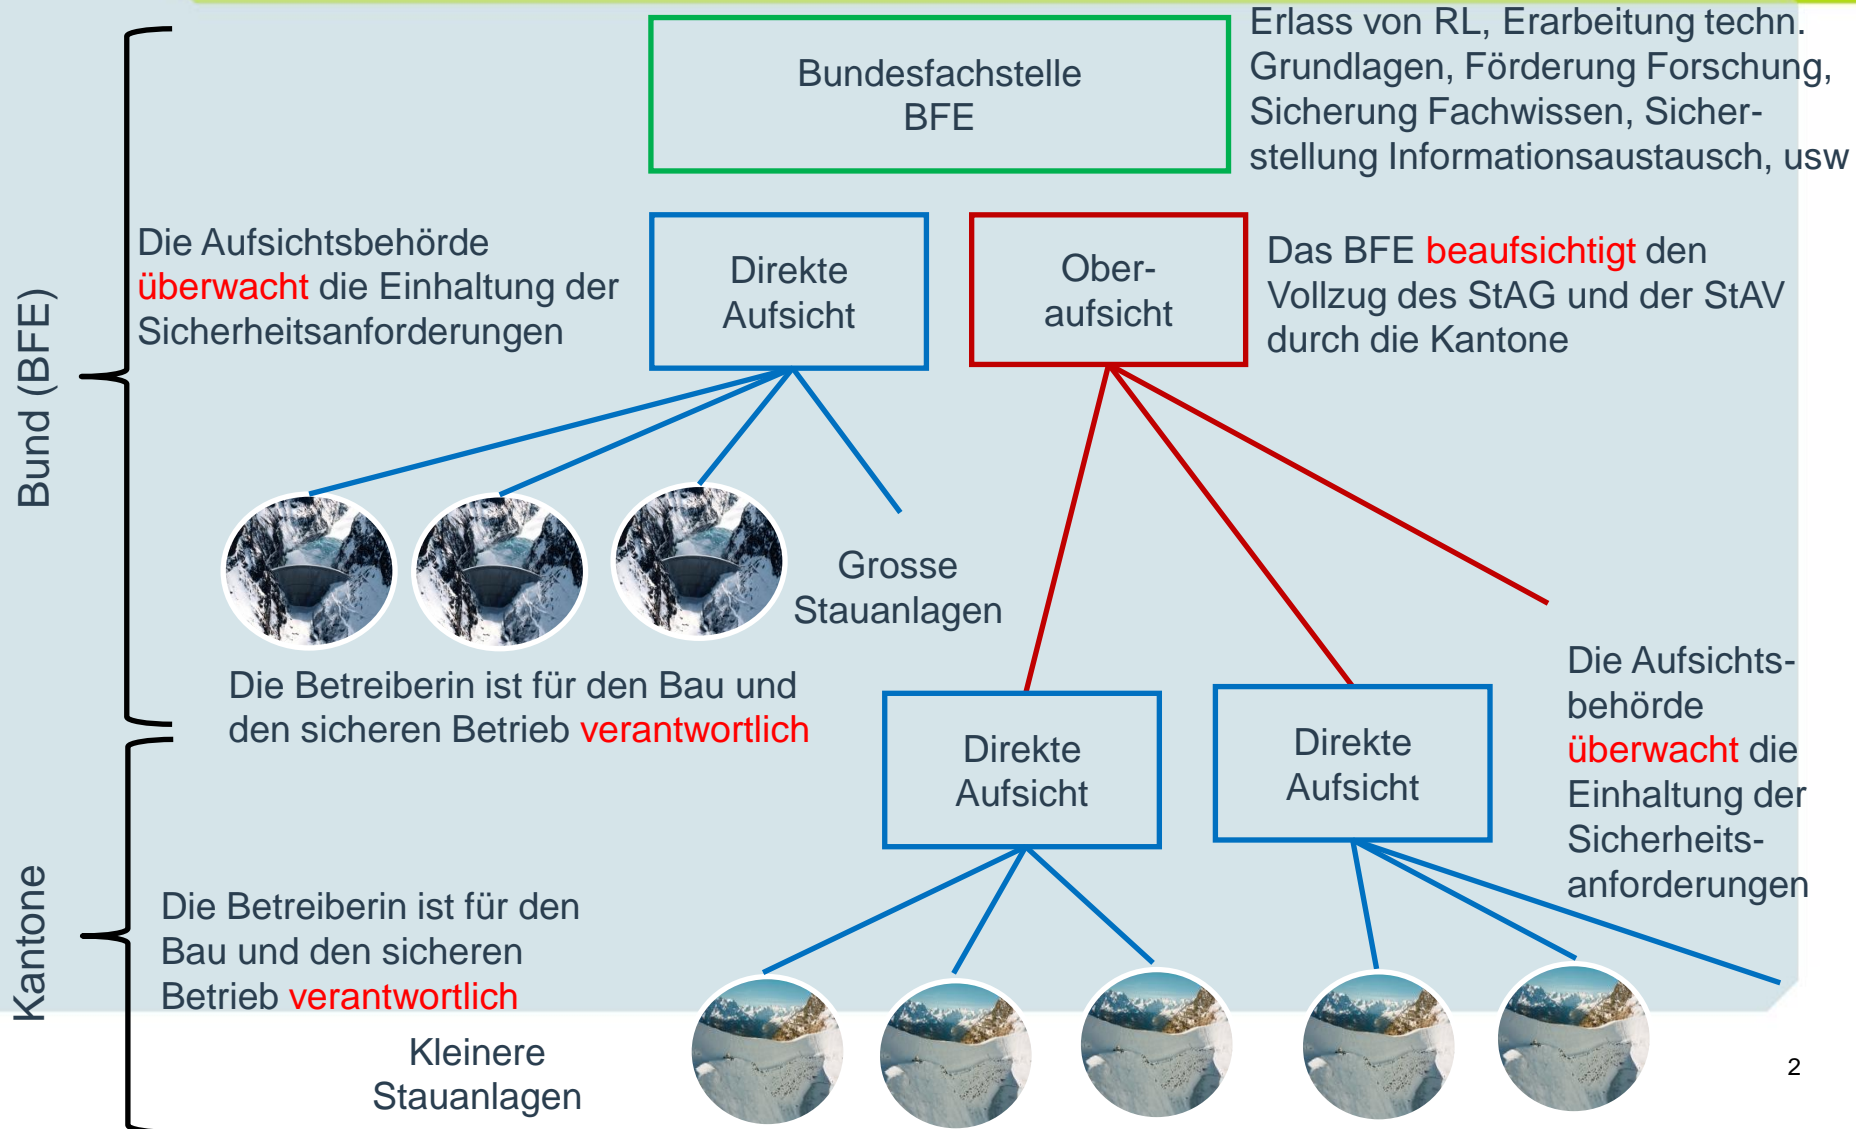 Bundesfachstelle
BFE
Erlass von RL, Erarbeitung techn.
Grundlagen, Förderung Forschung,
Sicherung Fachwissen, Sicher-
stellung Informationsaustausch, usw
Bund (BFE)
Die Aufsichtsbehörde
überwacht die Einhaltung der
Sicherheitsanforderungen
Direkte
Aufsicht
Ober-
aufsicht
Das BFE beaufsichtigt den
Vollzug des StAG und der StAV
durch die Kantone
Grosse
Stauanlagen
Die Betreiberin ist für den Bau und
den sicheren Betrieb verantwortlich
Direkte
Aufsicht
Direkte
Aufsicht
Die Aufsichts-
behörde
überwacht die
Einhaltung der
Sicherheits-
anforderungen
Kantone
Die Betreiberin ist für den
Bau und den sicheren
Betrieb verantwortlich
Kleinere
Stauanlagen
2